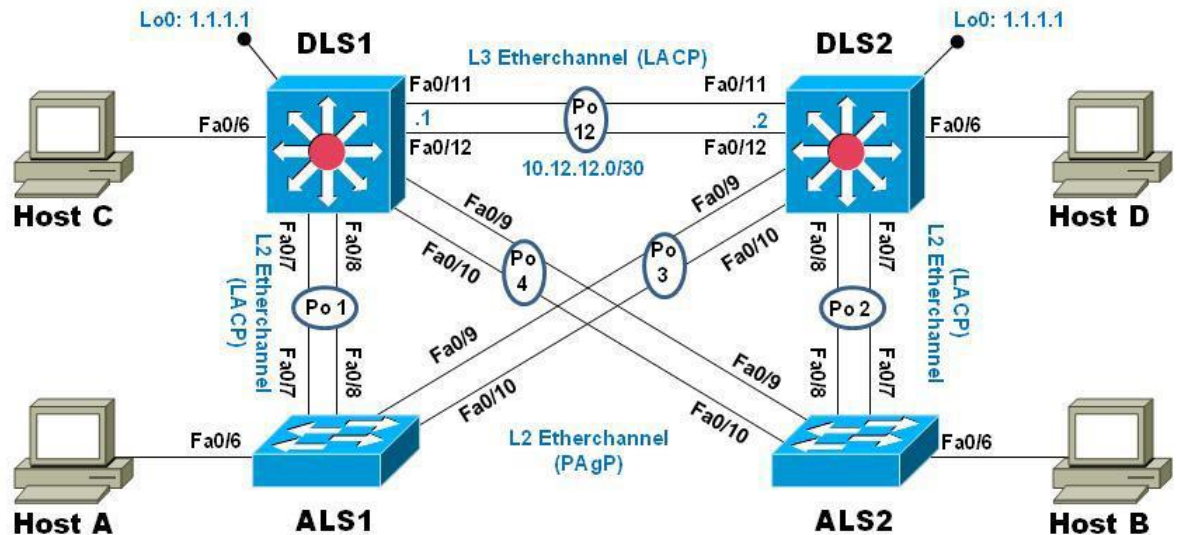 Lo0: 1.1.1.1
Lo0: 1.1.1.1
DLS1
DLS2
L3 Etherchannel (LACP)
Fa0/11
Fa0/11
Po
12
.1
.2
Fa0/6
Fa0/6
Fa0/12
Fa0/12
10.12.12.0/30
Host C
Host D
Fa0/9
Fa0/9
Fa0/10
Fa0/10
Fa0/7
Fa0/8
Fa0/8
Fa0/7
L2 Etherchannel
(LACP)
L2 Etherchannel
(LACP)
Po
4
Po
3
Po 1
Po 2
Fa0/7
Fa0/8
Fa0/8
Fa0/7
Fa0/9
Fa0/9
Fa0/10
Fa0/10
L2 Etherchannel
(PAgP)
Fa0/6
Fa0/6
Host A
ALS1
ALS2
Host B